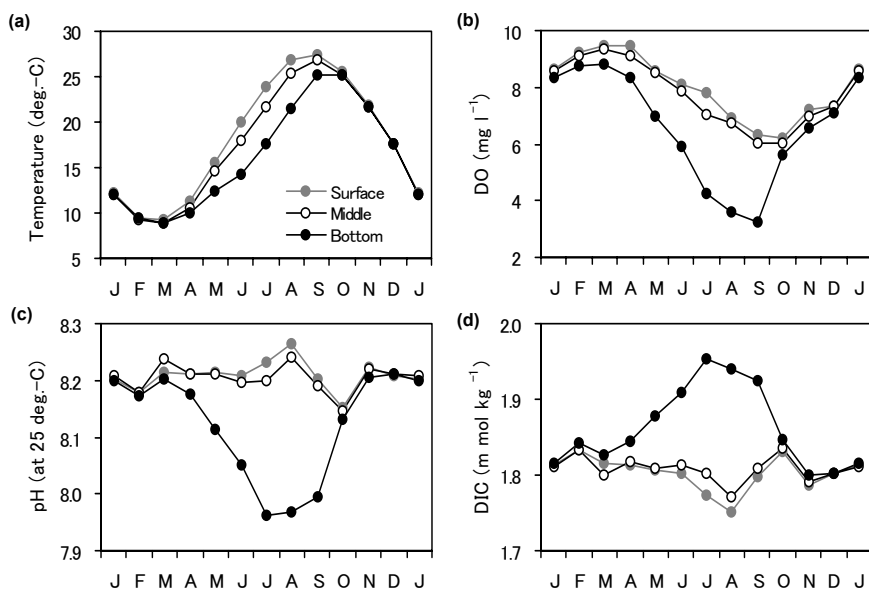 (a)
Temperature (deg.-C)
30
25
20
15
10
5
Surface
Middle
Bottom
J F M A M J J A S O N D J
(b)
DO (mg l⁻¹)
10
8
6
4
2
J F M A M J J A S O N D J
(c)
pH (at 25 deg.-C)
8.3
8.2
8.1
8.0
7.9
J F M A M J J A S O N D J
(d)
DIC (m mol kg⁻¹)
2.0
1.9
1.8
1.7
J F M A M J J A S O N D J